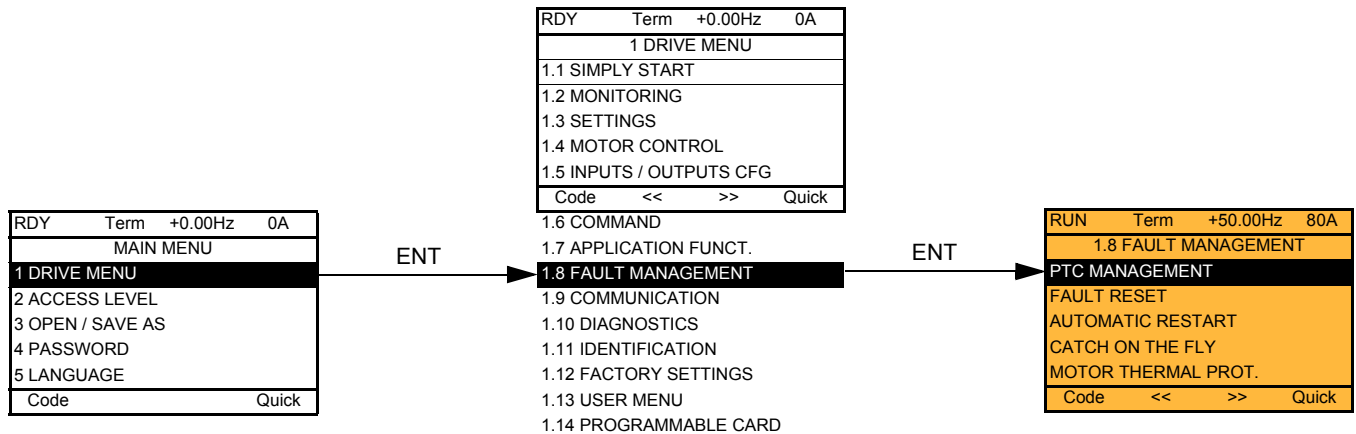 RDY Term +0.00Hz 0A
MAIN MENU
1 DRIVE MENU
2 ACCESS LEVEL
3 OPEN / SAVE AS
4 PASSWORD
5 LANGUAGE
Code Quick
ENT
RDY Term +0.00Hz 0A
1 DRIVE MENU
1.1 SIMPLY START
1.2 MONITORING
1.3 SETTINGS
1.4 MOTOR CONTROL
1.5 INPUTS / OUTPUTS CFG
Code << >> Quick
1.6 COMMAND
1.7 APPLICATION FUNCT.
1.8 FAULT MANAGEMENT
1.9 COMMUNICATION
1.10 DIAGNOSTICS
1.11 IDENTIFICATION
1.12 FACTORY SETTINGS
1.13 USER MENU
1.14 PROGRAMMABLE CARD
ENT
RUN Term +50.00Hz 80A
1.8 FAULT MANAGEMENT
PTC MANAGEMENT
FAULT RESET
AUTOMATIC RESTART
CATCH ON THE FLY
MOTOR THERMAL PROT.
Code << >> Quick